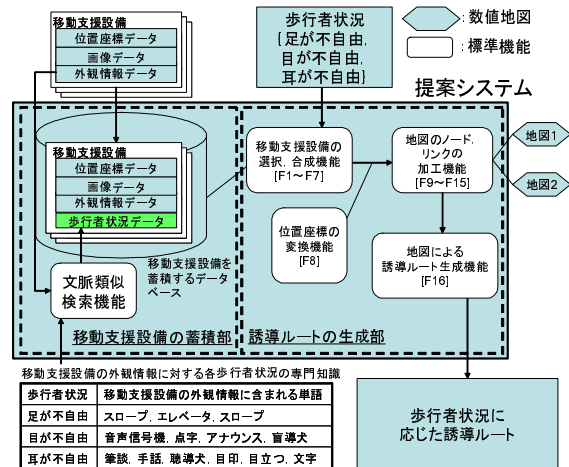 移動支援設備
位置座標データ
画像データ
外観情報データ
歩行者状況
{足が不自由,
目が不自由,
耳が不自由}
: 数値地図
: 標準機能
提案システム
移動支援設備
位置座標データ
画像データ
外観情報データ
歩行者状況データ
文脈類似
検索機能
移動支援設備を
蓄積するデータ
ベース
移動支援設備の蓄積部
移動支援設備の
選択, 合成機能
[F1~F7]
位置座標の
変換機能
[F8]
地図のノード,
リンクの
加工機能
[F9~F15]
地図1
地図2
地図による
誘導ルート生成機能
[F16]
誘導ルートの生成部
移動支援設備の外観情報に対する各歩行者状況の専門知識
歩行者状況 移動支援設備の外観情報に含まれる単語
足が不自由 スロープ, エレベータ, スロープ
目が不自由 音声信号機, 点字, アナウンス, 盲導犬
耳が不自由 筆談, 手話, 聴導犬, 目印, 目立つ, 文字
歩行者状況に
応じた誘導ルート